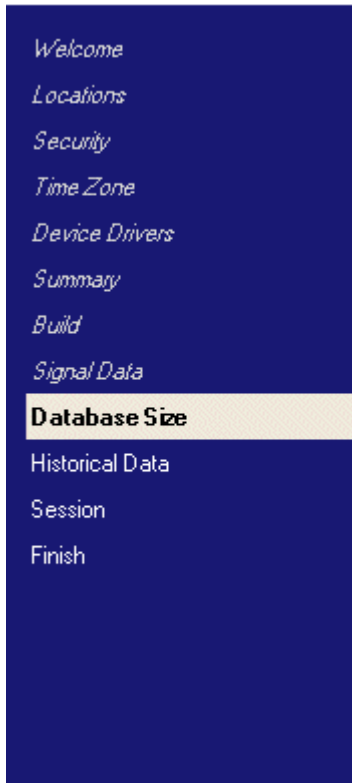 Welcome
Locations
Security
Time Zone
Device Drivers
Summary
Build
Signal Data
Database Size
Historical Data
Session
Finish